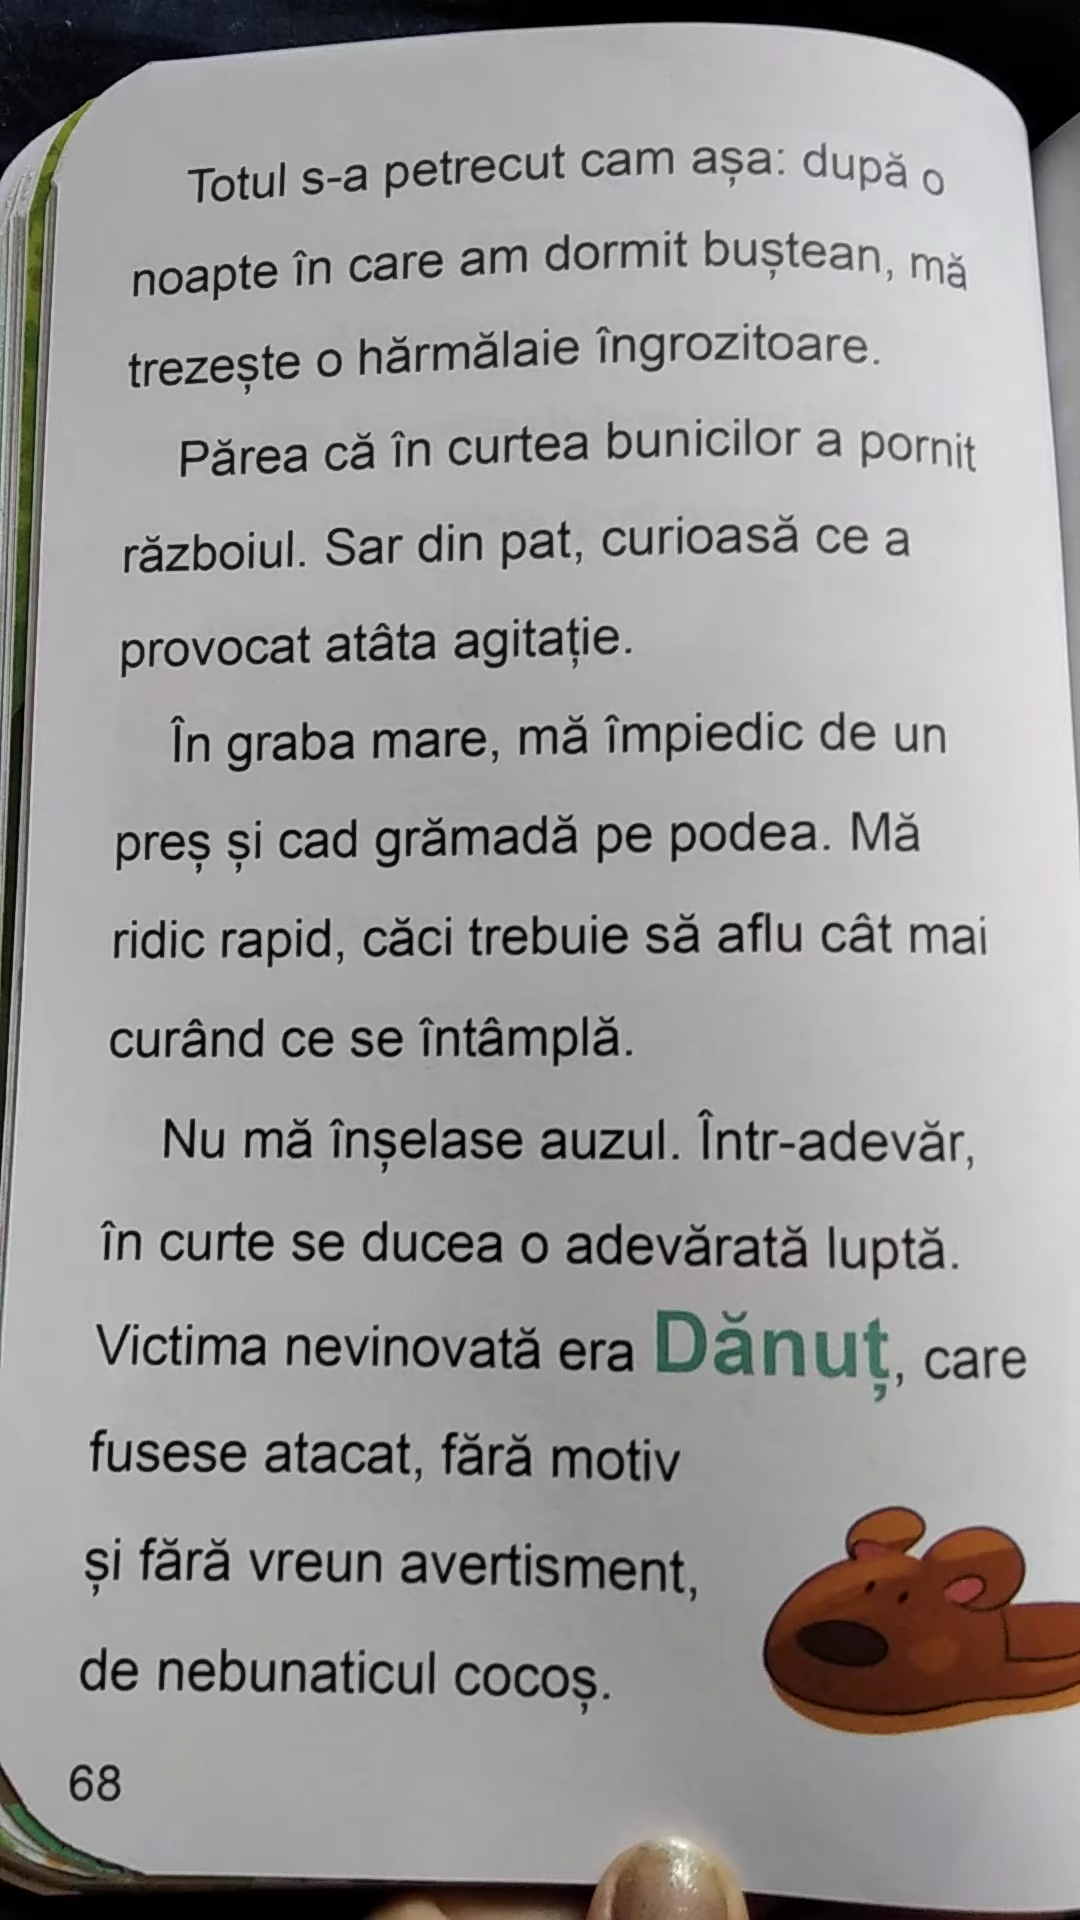 Totul s-a petrecut cam așa: după o
noapte în care am dormit buștean, mă
trezește o hărmălaie îngrozitoare.
Părea că în curtea bunicilor a pornit
războiul. Sar din pat, curioasă ce a
provocat atâta agitație.
În graba mare, mă împiedic de un
preș și cad grămadă pe podea. Mă
ridic rapid, căci trebuie să aflu cât mai
curând ce se întâmplă.
Nu mă înșelase auzul. Într-adevăr,
în curte se ducea o adevărată luptă.
Victima nevinovată era Dănuț, care
fusese atacat, fără motiv
și fără vreun avertisment,
de nebunaticul cocoș.
68